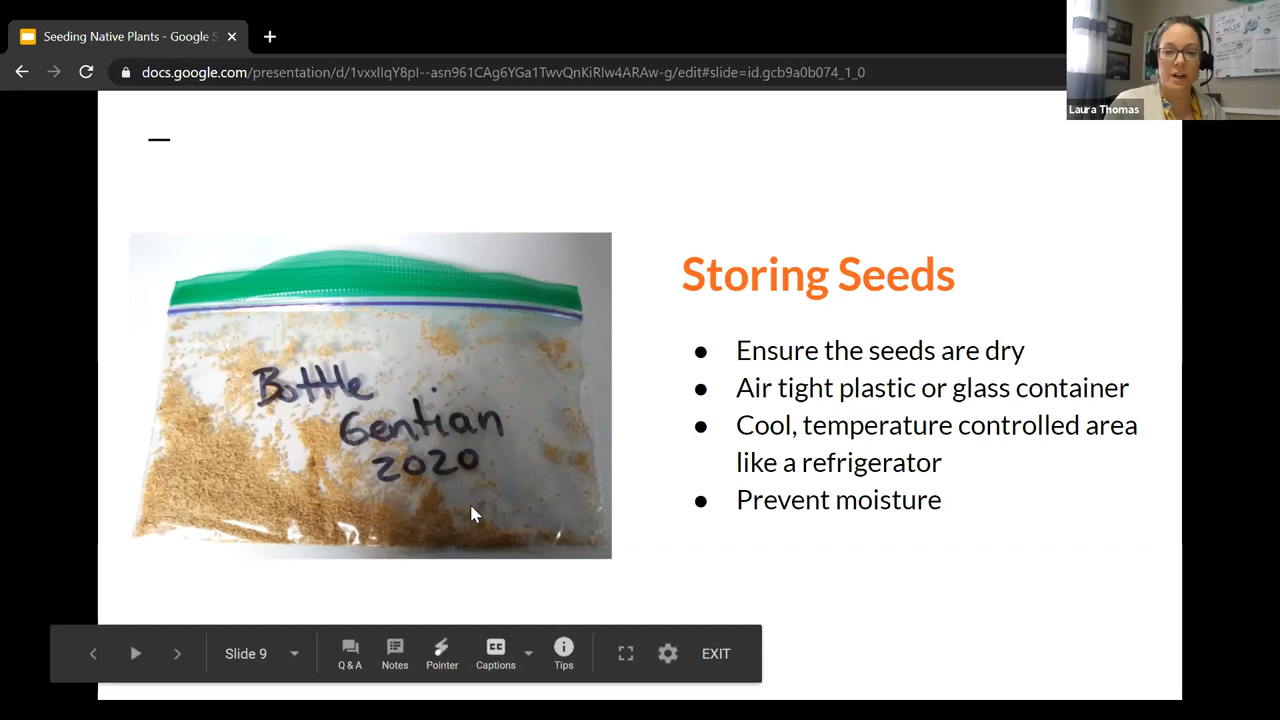 Seeding Native Plants - Google S
docs.google.com/presentation/d/1vxxlIqY8pI--asn961CAg6YGa1TwvQnKiRlw4ARAw-g/edit#slide=id.gcb9a0b074_1_0
Laura Thomas
Bottle
Gentian
2020
Storing Seeds
● Ensure the seeds are dry
● Air tight plastic or glass container
● Cool, temperature controlled area
like a refrigerator
● Prevent moisture
Slide 9
Q & A
Notes
Pointer
CC
Captions
Tips
EXIT